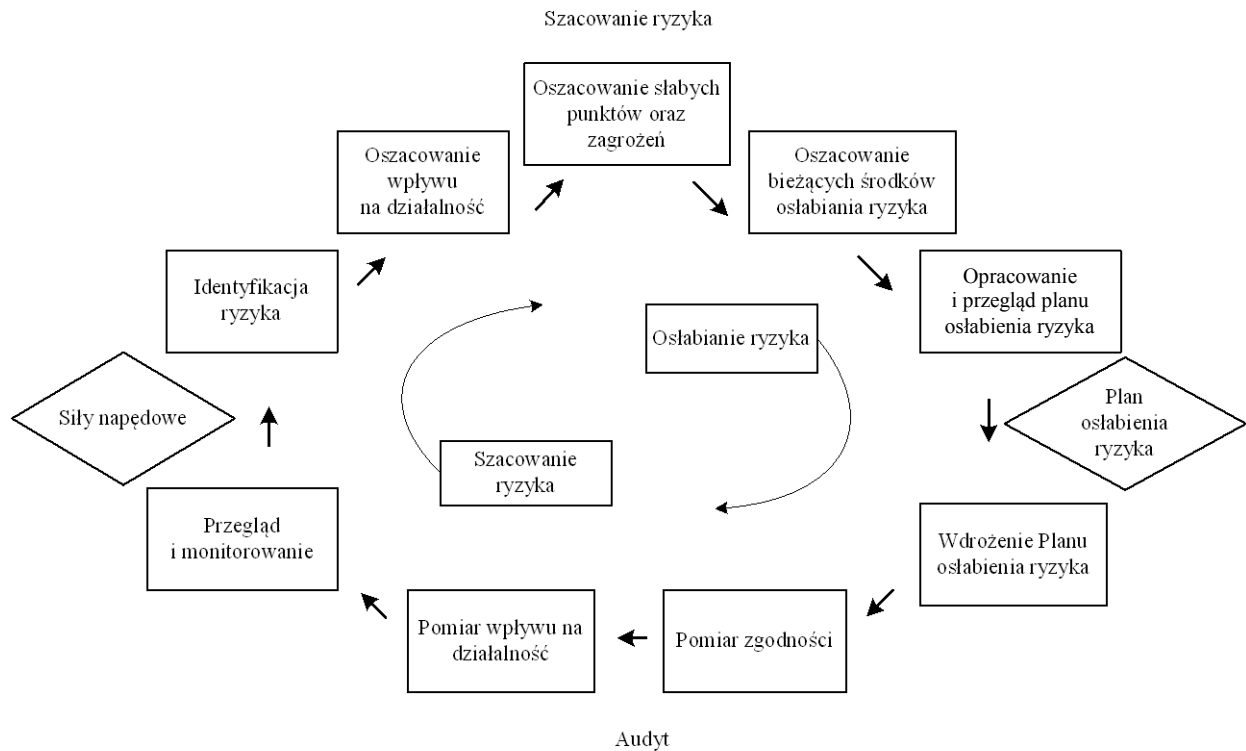 Szacowanie ryzyka
Oszacowanie słabych
punktów oraz
zagrożeń
Oszacowanie
wpływu
na działalność
Oszacowanie
bieżących środków
osłabiania ryzyka
Identyfikacja
ryzyka
Opracowanie
i przegląd planu
osłabienia ryzyka
Osłabianie ryzyka
Siły napędowe
Plan
osłabienia
ryzyka
Szacowanie
ryzyka
Przegląd
i monitorowanie
Wdrożenie Planu
osłabienia ryzyka
Pomiar wpływu na
działalność
Pomiar zgodności
Audyt